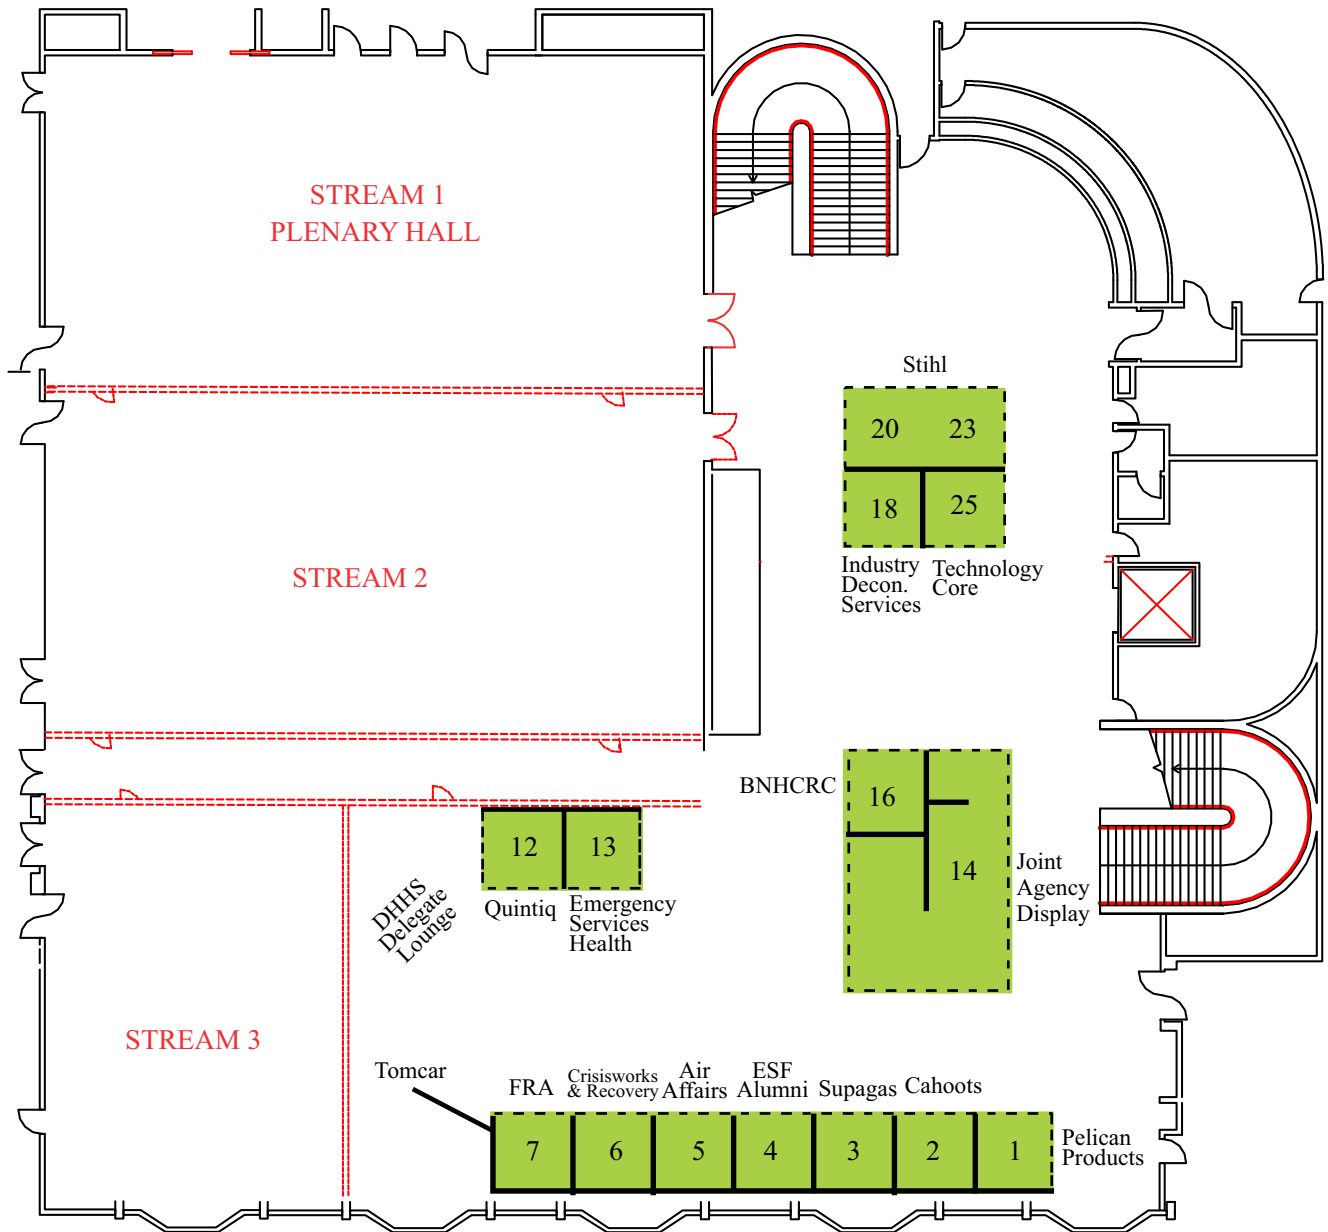 STREAM 1
PLENARY HALL
Stihl
20
23
18
25
Industry
Decon.
Services
Technology
Core
STREAM 2
BNHCRC
16
14
Joint
Agency
Display
12
13
Quintiq
Emergency
Services
Health
DHHS
Delegate
Lounge
STREAM 3
Tomcar
FRA
Crisisworks
& Recovery
Air
Affairs
ESF
Alumni
Supagas
Cahoots
7
6
5
4
3
2
1
Pelican
Products